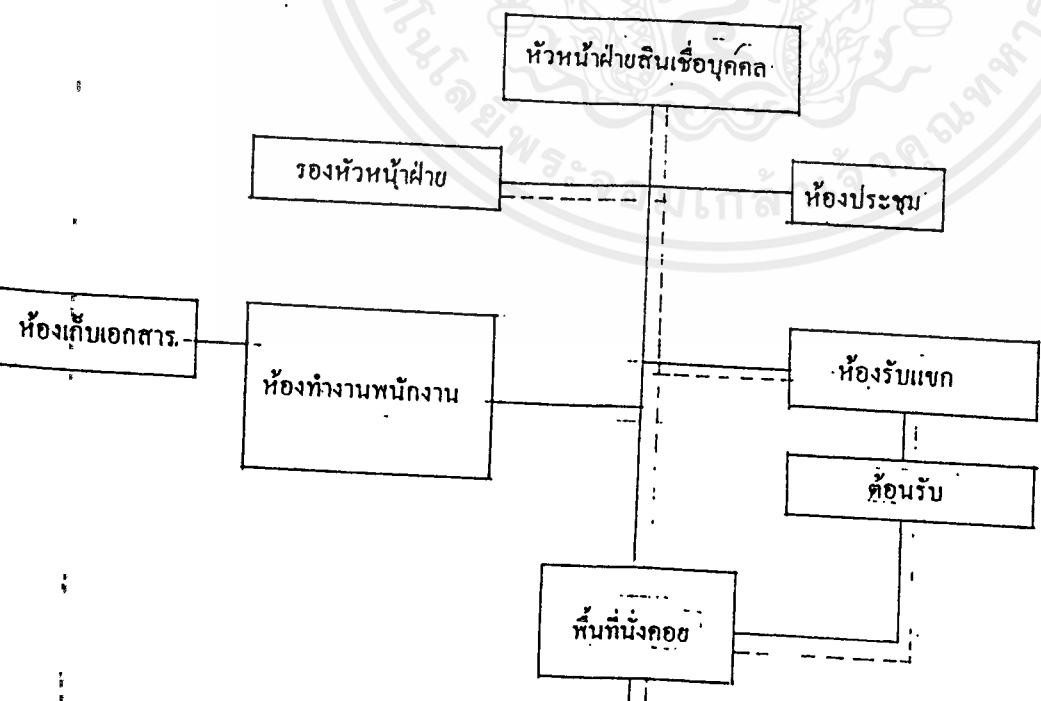 หัวหน้าฝ่ายสินเชื่อบุคคล
รองหัวหน้าฝ่าย
ห้องประชุม
ห้องเก็บเอกสาร
ห้องทำงานพนักงาน
ห้องรับแขก
ต้อนรับ
พื้นที่นั่งคอย